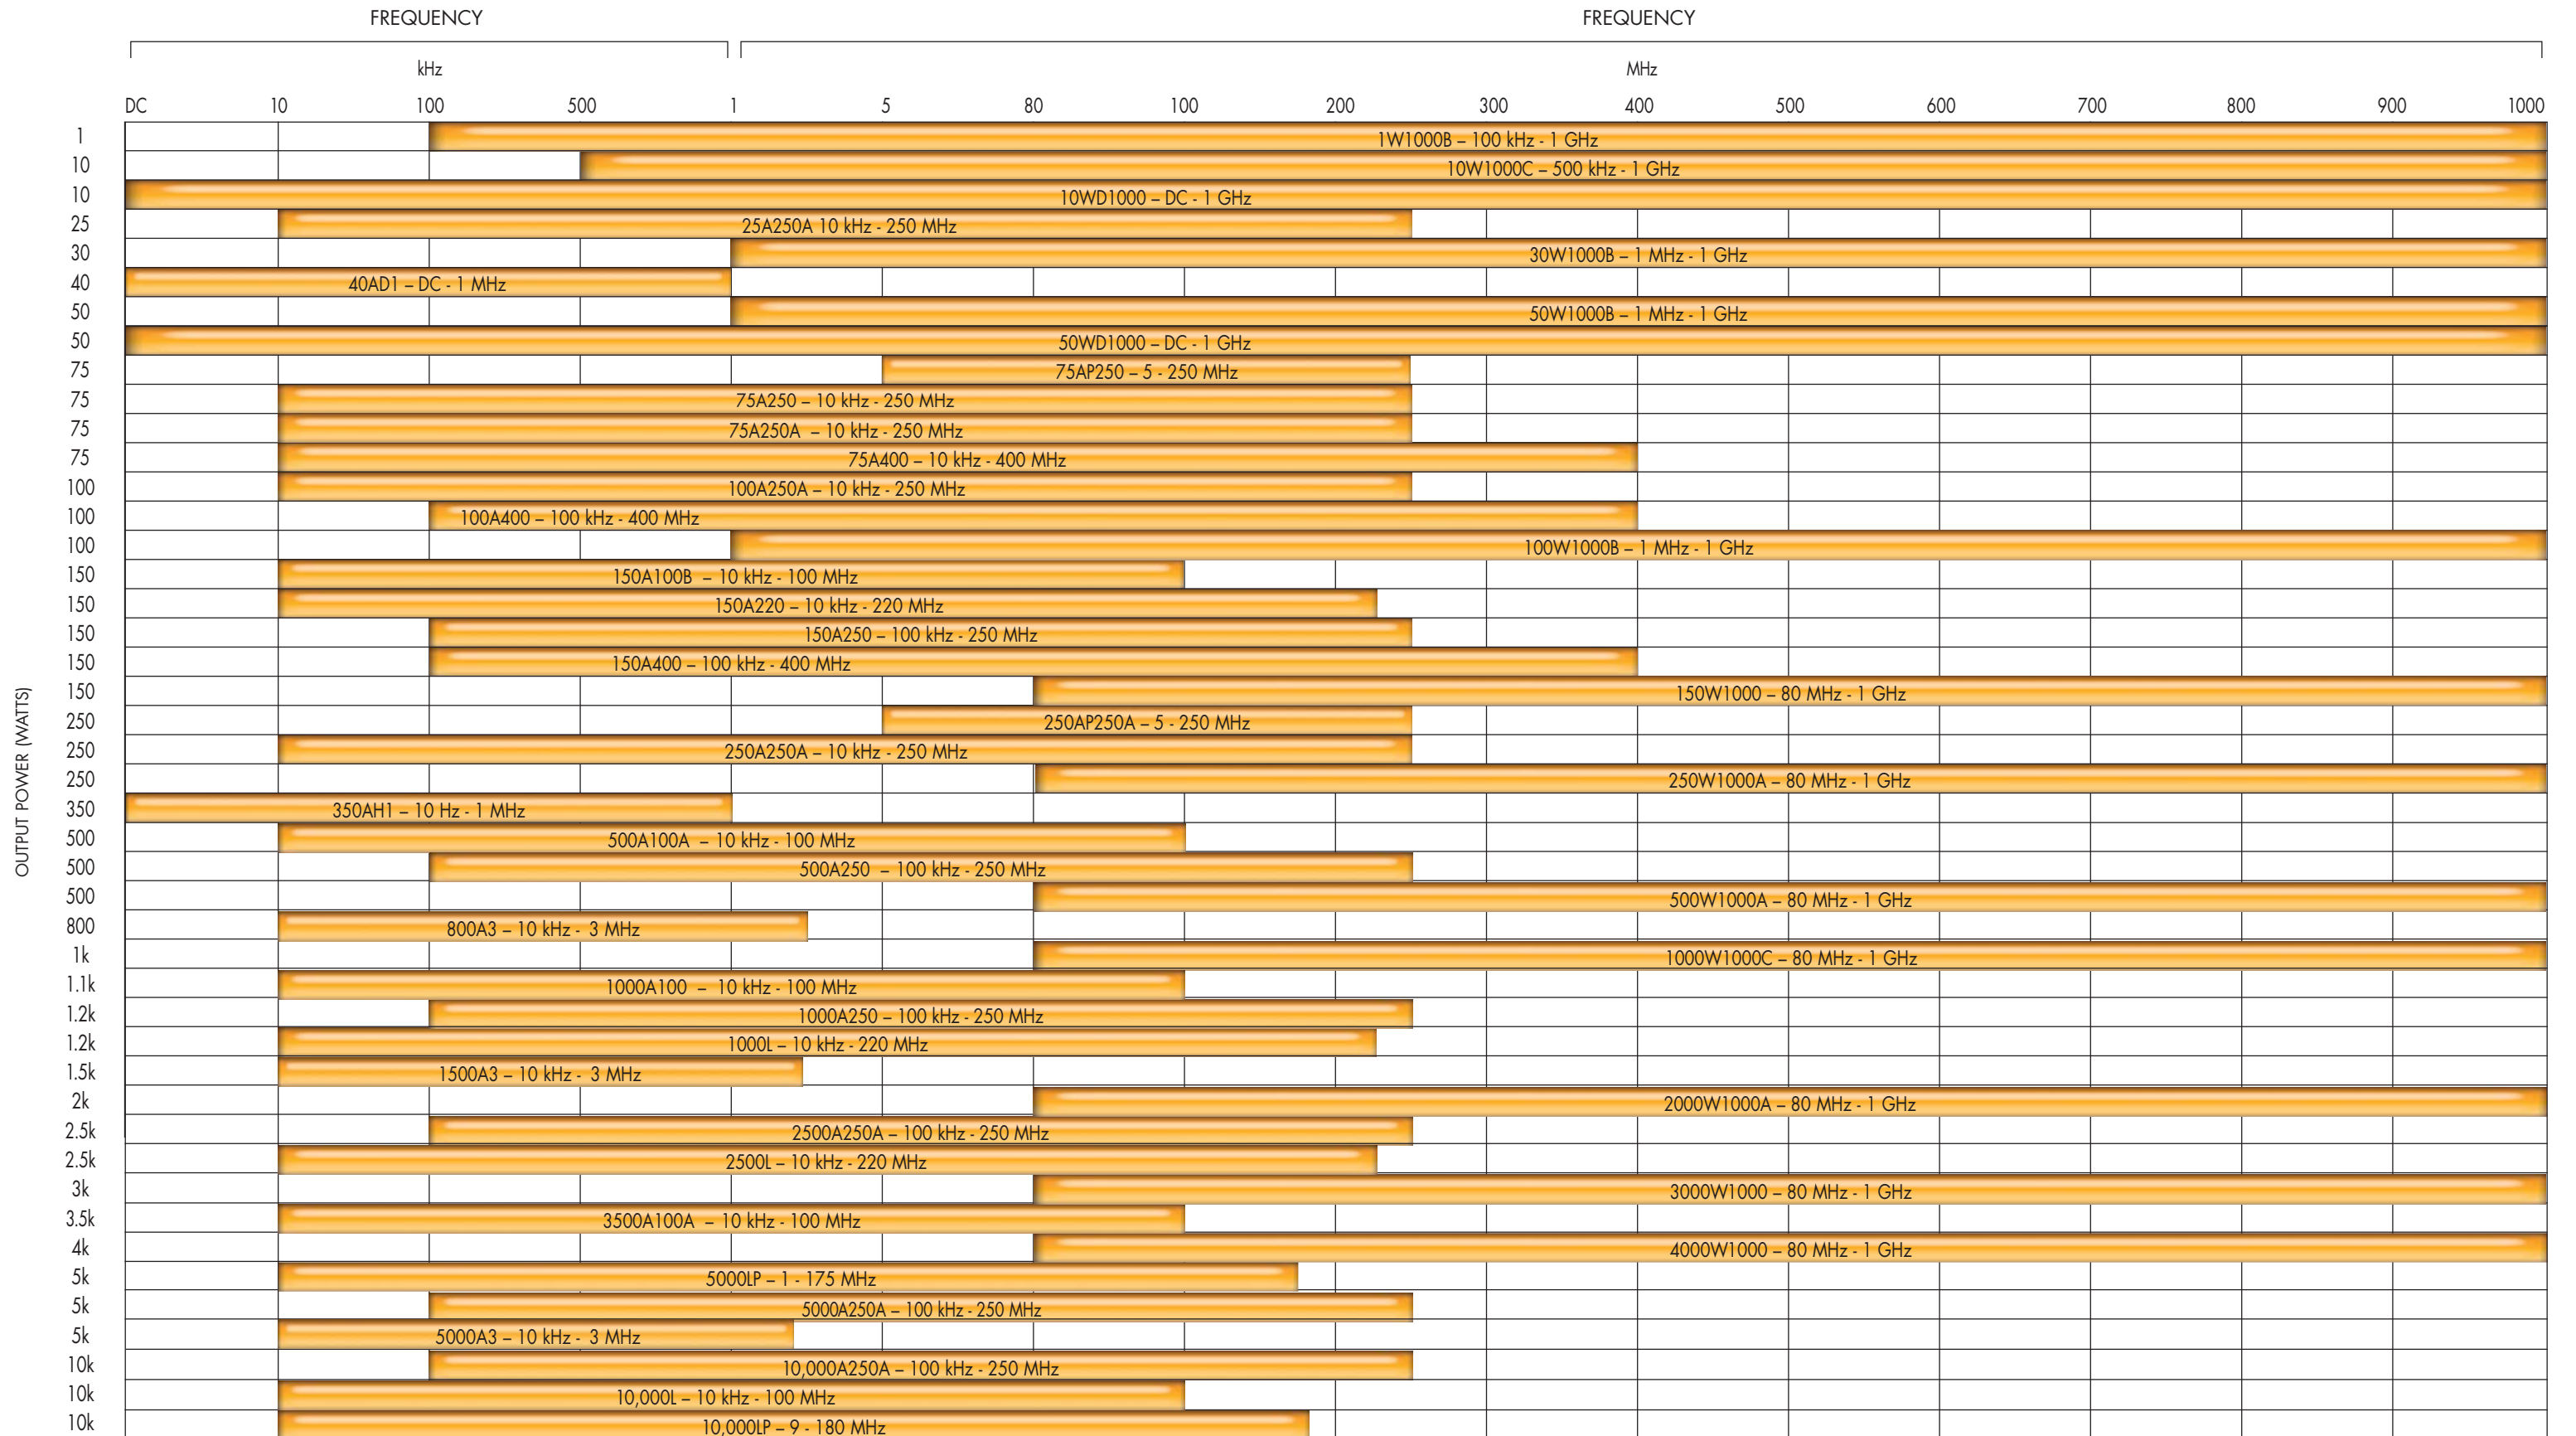 FREQUENCY FREQUENCY
kHz MHz
DC 10 100 500 1 5 80 100 200 300 400 500 600 700 800 900 1000
OUTPUT POWER (WATTS)
1 1W1000B – 100 kHz - 1 GHz
10 10W1000C – 500 kHz - 1 GHz
10 10WD1000 – DC - 1 GHz
25 25A250A 10 kHz - 250 MHz
30 30W1000B – 1 MHz - 1 GHz
40 40AD1 – DC - 1 MHz
50 50W1000B – 1 MHz - 1 GHz
50 50WD1000 – DC - 1 GHz
75 75AP250 – 5 - 250 MHz
75 75A250 – 10 kHz - 250 MHz
75 75A250A – 10 kHz - 250 MHz
75 75A400 – 10 kHz - 400 MHz
100 100A250A – 10 kHz - 250 MHz
100 100A400 – 100 kHz - 400 MHz
100 100W1000B – 1 MHz - 1 GHz
150 150A100B – 10 kHz - 100 MHz
150 150A220 – 10 kHz - 220 MHz
150 150A250 – 100 kHz - 250 MHz
150 150A400 – 100 kHz - 400 MHz
150 150W1000 – 80 MHz - 1 GHz
250 250AP250A – 5 - 250 MHz
250 250A250A – 10 kHz - 250 MHz
250 250W1000A – 80 MHz - 1 GHz
350 350AH1 – 10 Hz - 1 MHz
500 500A100A – 10 kHz - 100 MHz
500 500A250 – 100 kHz - 250 MHz
500 500W1000A – 80 MHz - 1 GHz
800 800A3 – 10 kHz - 3 MHz
1k 1000W1000C – 80 MHz - 1 GHz
1.1k 1000A100 – 10 kHz - 100 MHz
1.2k 1000A250 – 100 kHz - 250 MHz
1.2k 1000L – 10 kHz - 220 MHz
1.5k 1500A3 – 10 kHz - 3 MHz
2k 2000W1000A – 80 MHz - 1 GHz
2.5k 2500A250A – 100 kHz - 250 MHz
2.5k 2500L – 10 kHz - 220 MHz
3k 3000W1000 – 80 MHz - 1 GHz
3.5k 3500A100A – 10 kHz - 100 MHz
4k 4000W1000 – 80 MHz - 1 GHz
5k 5000LP – 1 - 175 MHz
5k 5000A250A – 100 kHz - 250 MHz
5k 5000A3 – 10 kHz - 3 MHz
10k 10,000A250A – 100 kHz - 250 MHz
10k 10,000L – 10 kHz - 100 MHz
10k 10,000LP – 9 - 180 MHz